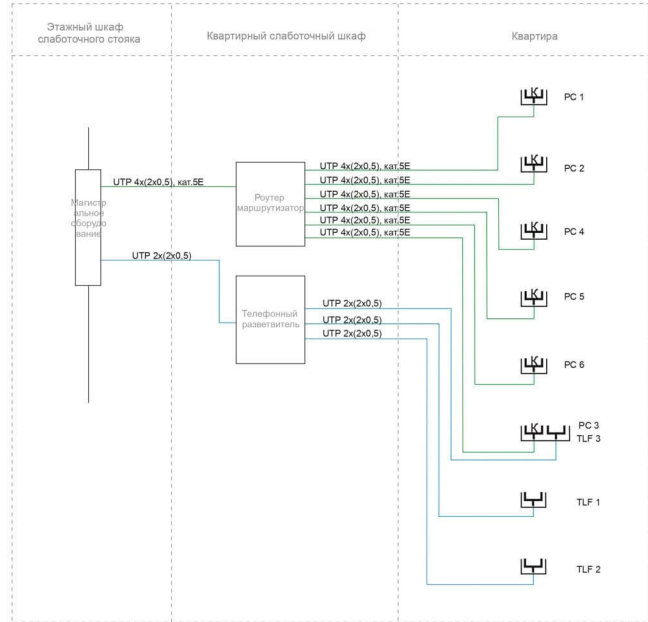 Этажный шкаф
слаботочного стояка
Квартирный слаботочный шкаф
Квартира
Магистр
альное
оборудо
вание
UTP 4x(2x0,5), кат.5E
UTP 2x(2x0,5)
Роутер
маршрутизатор
UTP 4x(2x0,5), кат.5E
UTP 4x(2x0,5), кат.5E
UTP 4x(2x0,5), кат.5E
UTP 4x(2x0,5), кат.5E
UTP 4x(2x0,5), кат.5E
UTP 4x(2x0,5), кат.5E
Телефонный
разветвитель
UTP 2x(2x0,5)
UTP 2x(2x0,5)
UTP 2x(2x0,5)
К PC 1
К PC 2
К PC 4
К PC 5
К PC 6
К PC 3
TLF 3
TLF 1
TLF 2